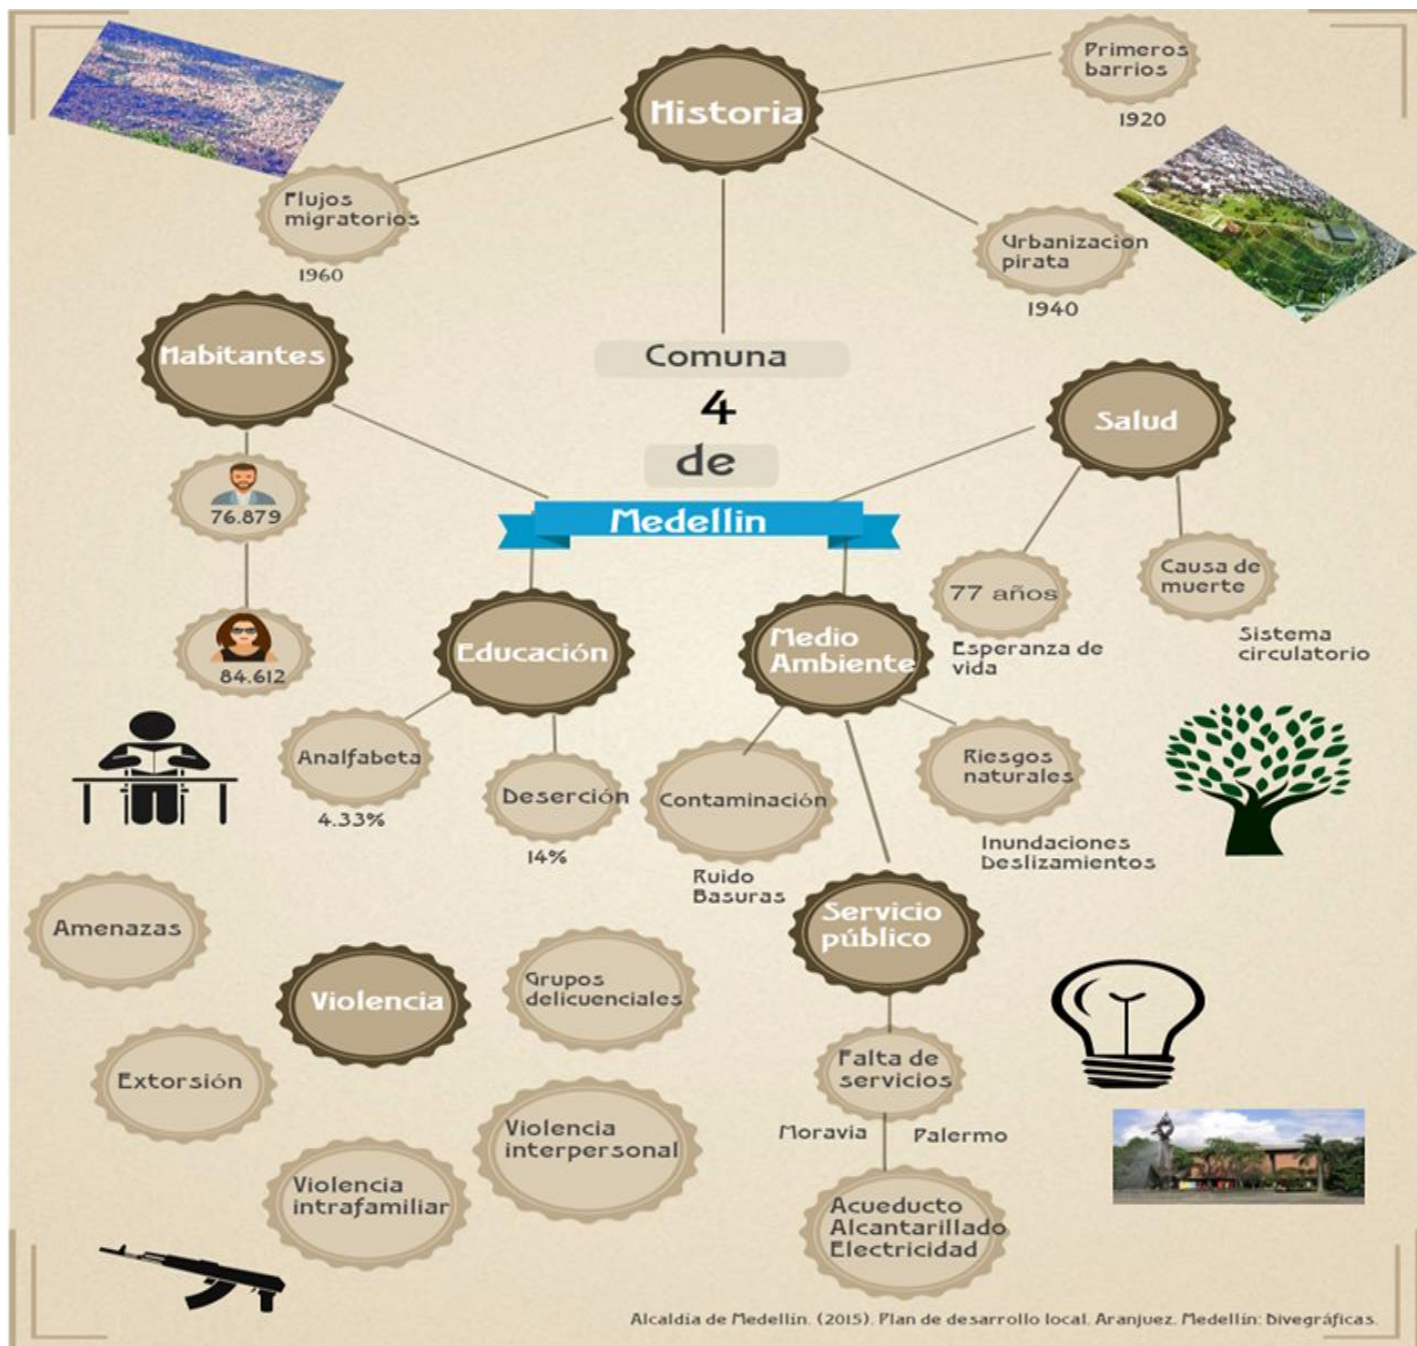 Historia
Primeros
barrios
1920
Flujos
migratorios
1960
Urbanizacion
pirata
1940
Comuna
4
de
Medellin
Habitantes
76.879
84.612
Salud
77 años
Esperanza de
vida
Causa de
muerte
Sistema
circulatorio
Educación
Analfabeta
4.33%
Deserción
14%
Medio
Ambiente
Contaminación
Ruido
Basuras
Riesgos
naturales
Inundaciones
Deslizamientos
Servicio
público
Falta de
servicios
Moravia
Palermo
Acueducto
Alcantarillado
Electricidad
Violencia
Amenazas
Extorsión
Grupos
delicuenciales
Violencia
interpersonal
Violencia
intrafamiliar
Alcaldía de Medellín. (2015). Plan de desarrollo local. Aranjuez. Medellín: Divegráficas.